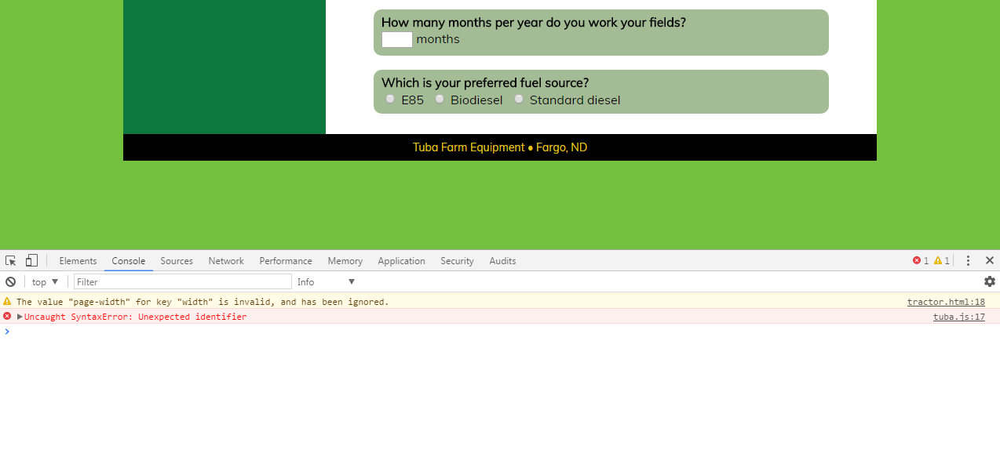 How many months per year do you work your fields?
months
Which is your preferred fuel source?
E85 Biodiesel Standard diesel
Tuba Farm Equipment • Fargo, ND
Elements Console Sources Network Performance Memory Application Security Audits 1 1
top Filter Info
The value "page-width" for key "width" is invalid, and has been ignored. tractor.html:18
Uncaught SyntaxError: Unexpected identifier tuba.js:17